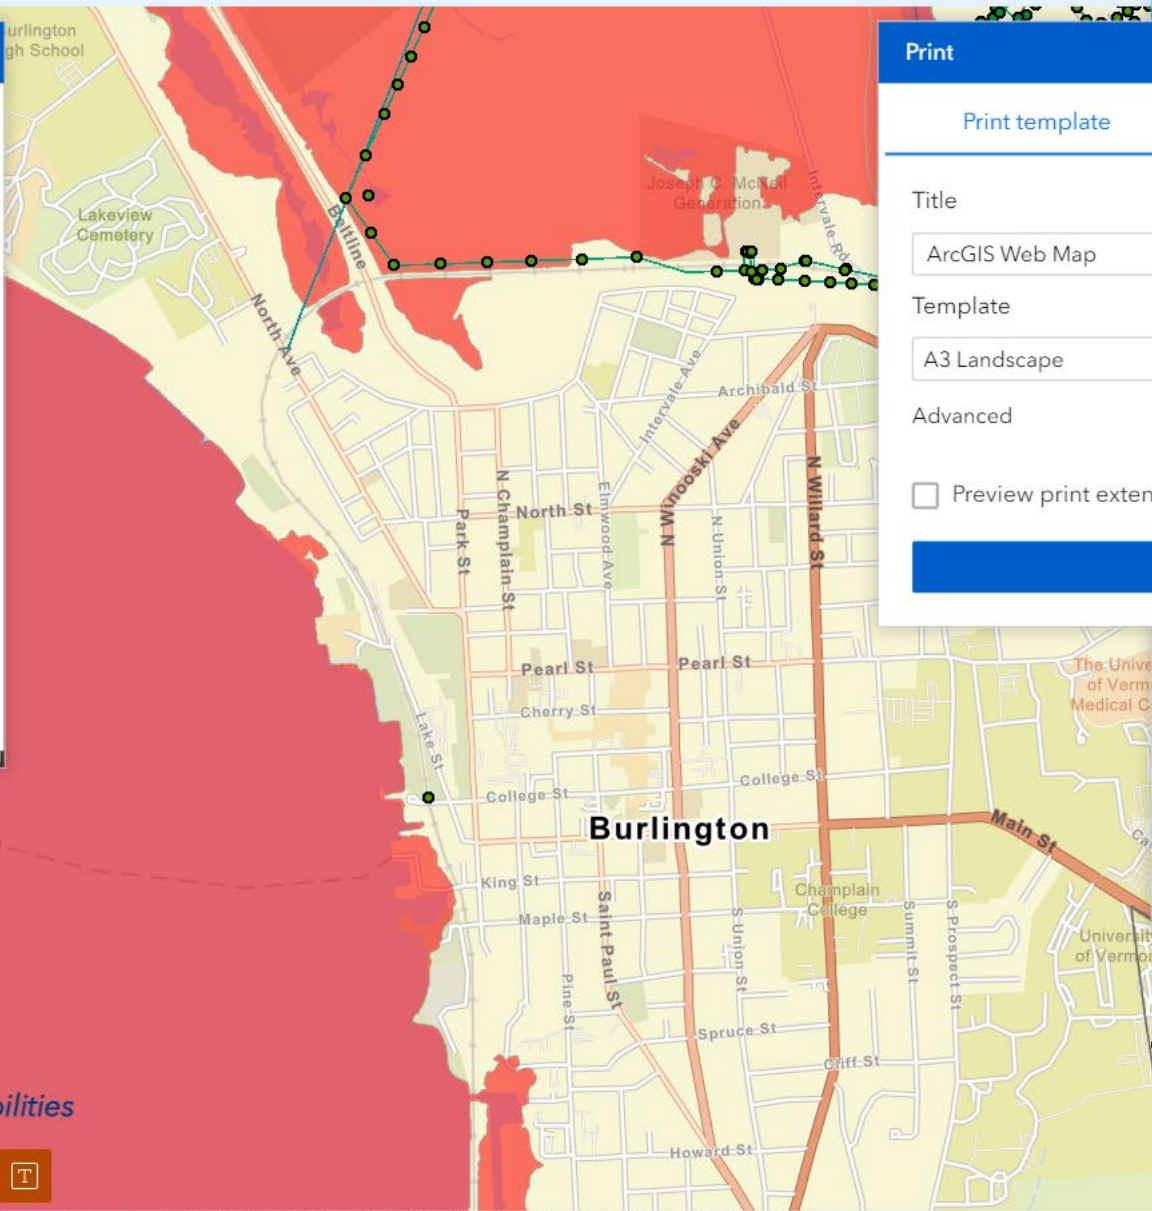 urlington
gh School
Lakeview
Cemetery
North Ave
Beltline
Joseph C. McNeil
Generation
Intervale Rd
Intervale Ave
Archibald St
N Winooski Ave
N Willard St
N Champlain St
Park St
North St
Elmwood Ave
N Union St
Pearl St
Pearl St
Cherry St
Lake St
College St
College St
Burlington
Main St
King St
Champlain
College
Maple St
Saint Paul St
S Union St
Summit St
S Prospect St
Pine St
Spruce St
Cliff St
Howard St
The Unive
of Verm
Medical C
Universit
of Vermon
Ca
bilities
T
Print
Print template
Title
ArcGIS Web Map
Template
A3 Landscape
Advanced
Preview print exten